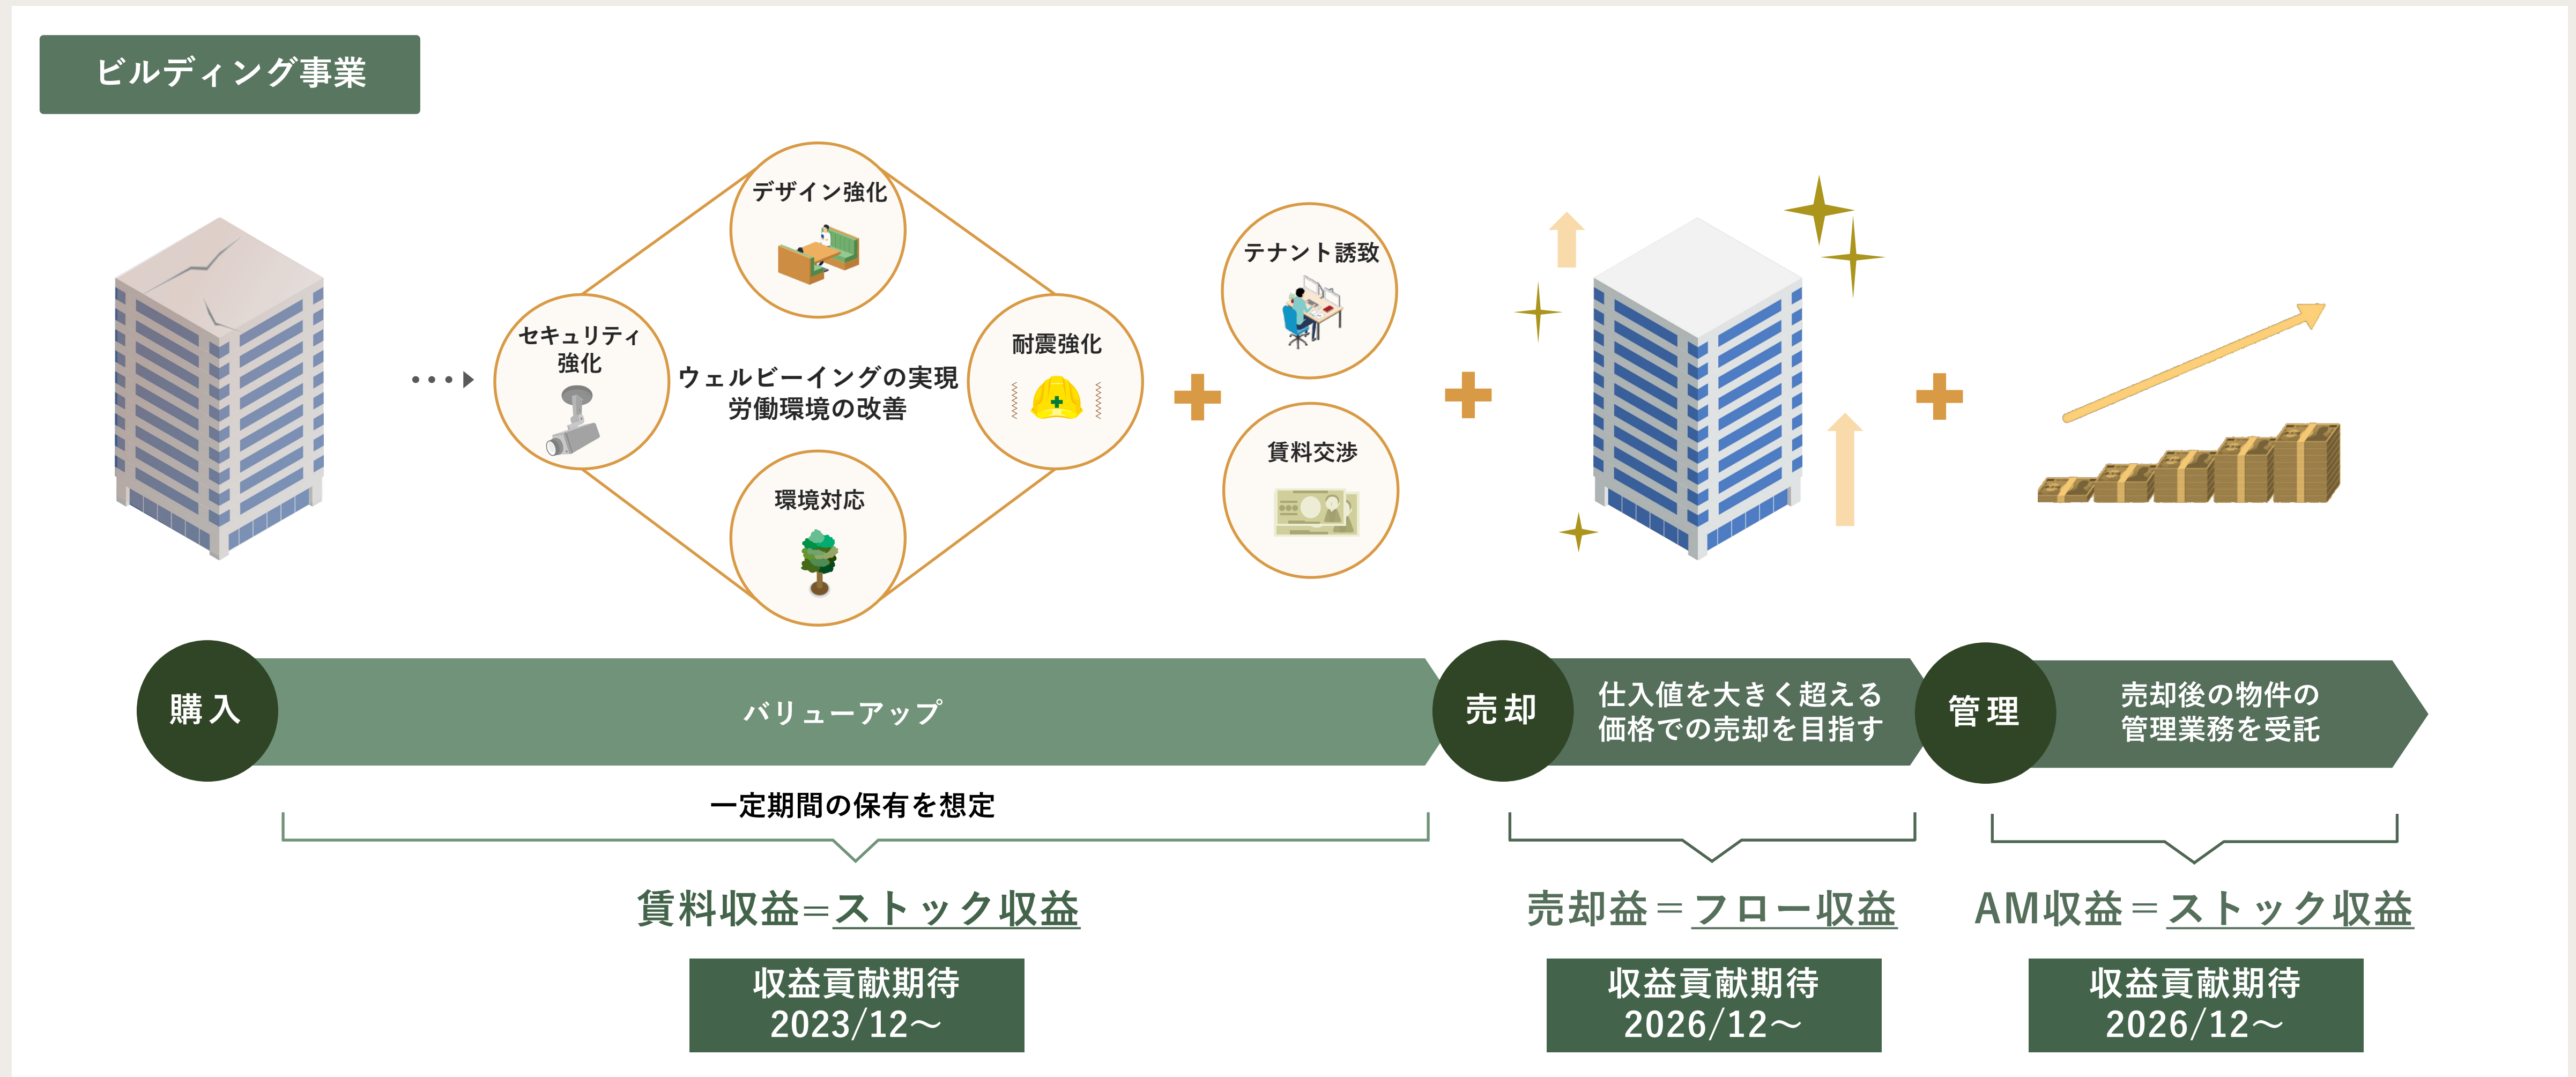 ビルディング事業
デザイン強化
セキュリティ
強化
ウェルビーイングの実現
労働環境の改善
耐震強化
環境対応
テナント誘致
賃料交渉
購入
バリューアップ
売却
仕入値を大きく超える
価格での売却を目指す
管理
売却後の物件の
管理業務を受託
一定期間の保有を想定
賃料収益=ストック収益
売却益＝フロー収益
AM収益＝ストック収益
収益貢献期待
2023/12～
収益貢献期待
2026/12～
収益貢献期待
2026/12～